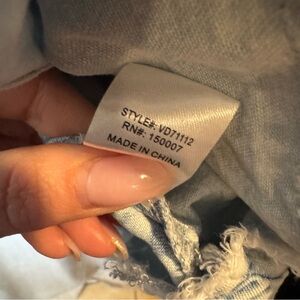 STYLE#: VD71112
RN#: 150007
MADE IN CHINA